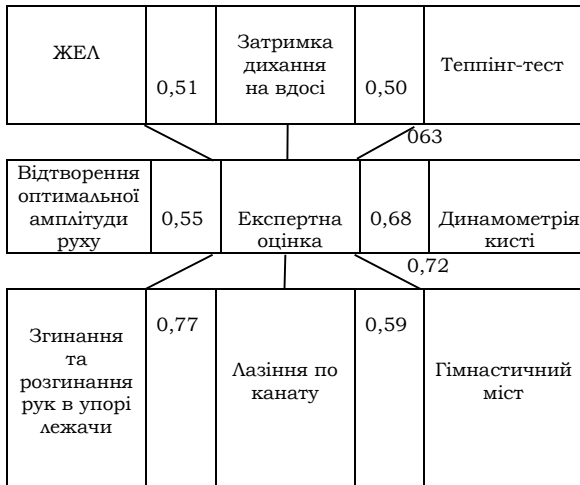 ЖЕЛ
0,51
Затримка
дихання
на вдосі
0,50
Теппінг-тест
063
Відтворення
оптимальної
амплітуди
руху
0,55
Експертна
оцінка
0,68
Динамометрія
кисті
0,72
Згинання
та
розгинання
рук в упорі
лежачи
0,77
Лазіння по
канату
0,59
Гімнастичний
міст